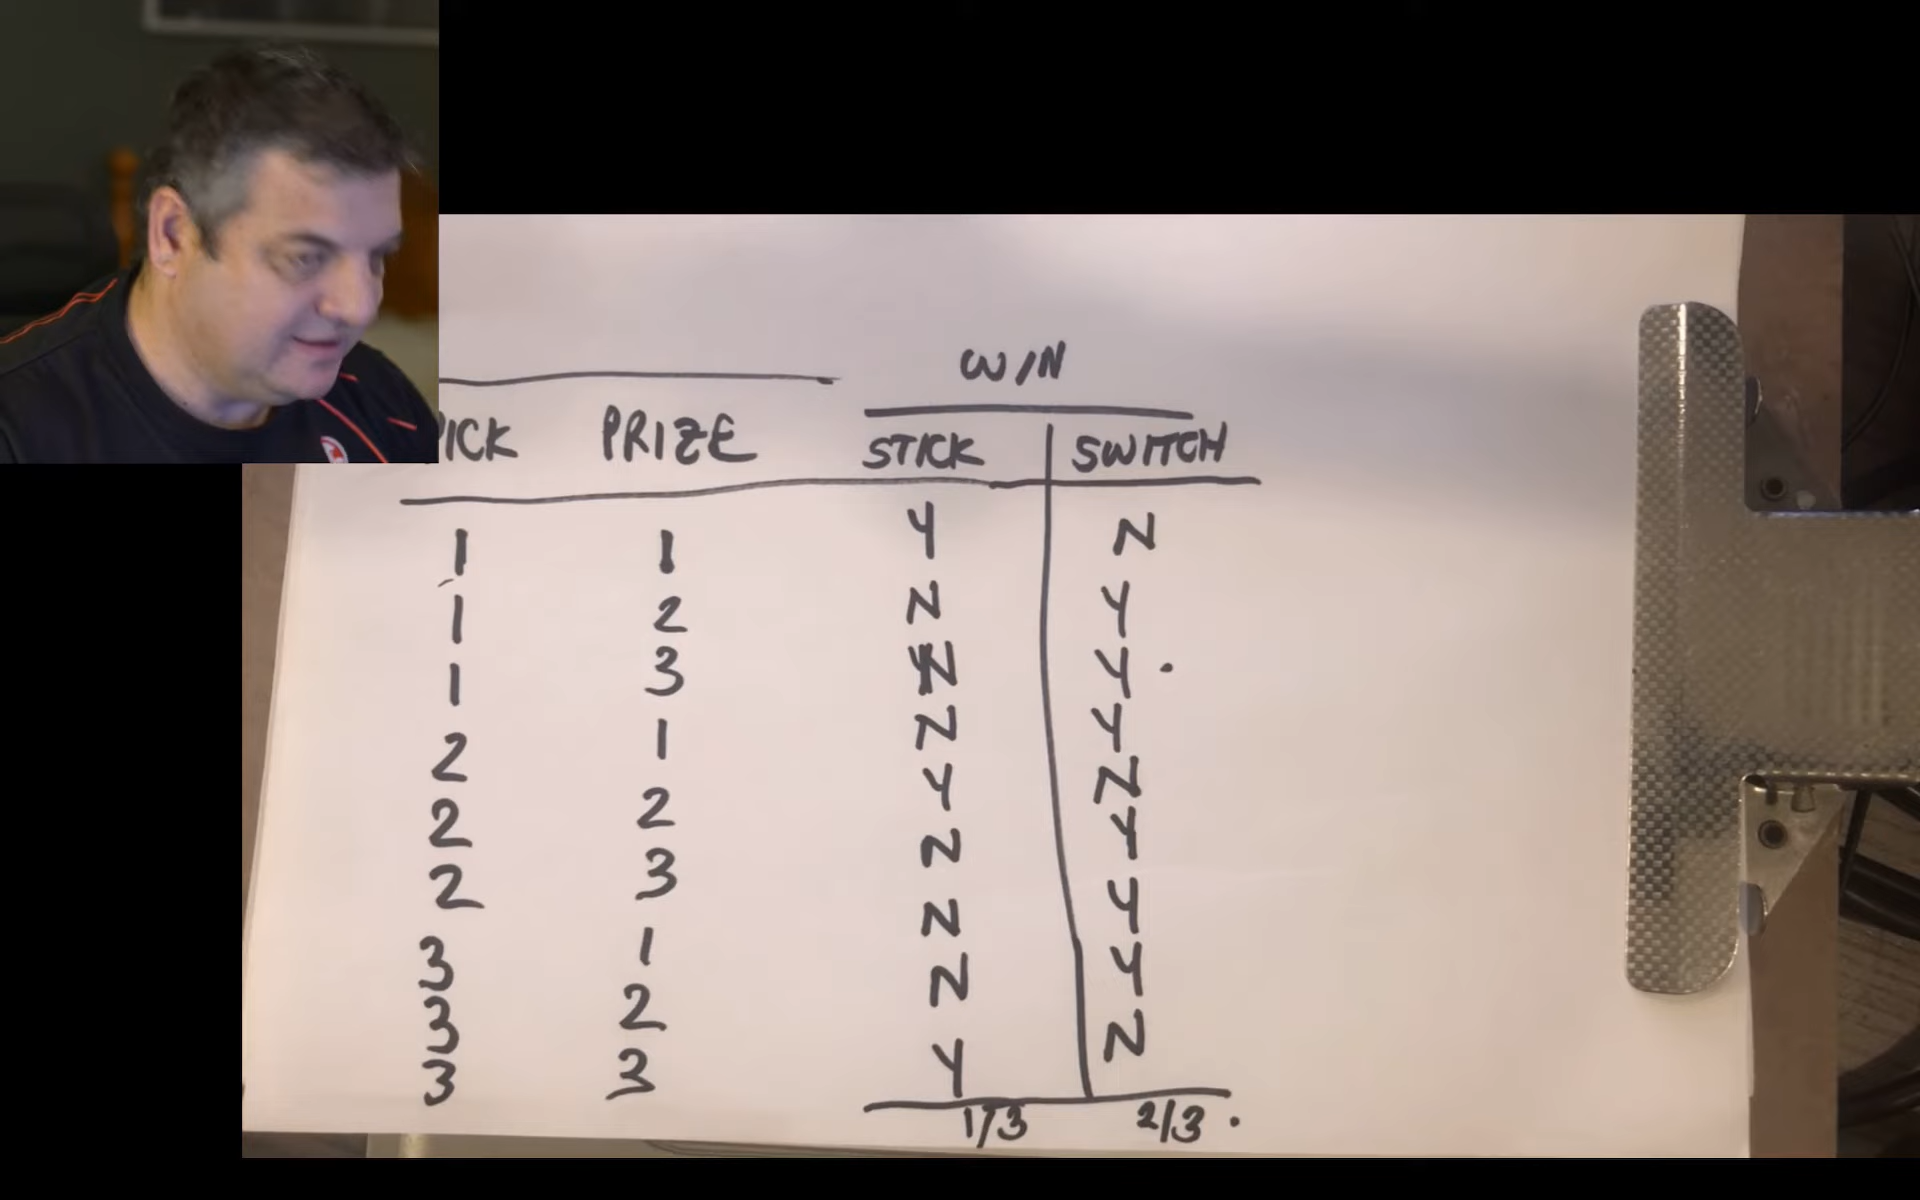 WIN
PICK PRIZE STICK SWITCH
1 1 Y N
1 2 N Y
1 3 N Y .
2 1 N Y
2 2 Y N
2 3 N Y
3 1 N Y
3 2 N Y
3 3 Y N
1/3 2/3 .